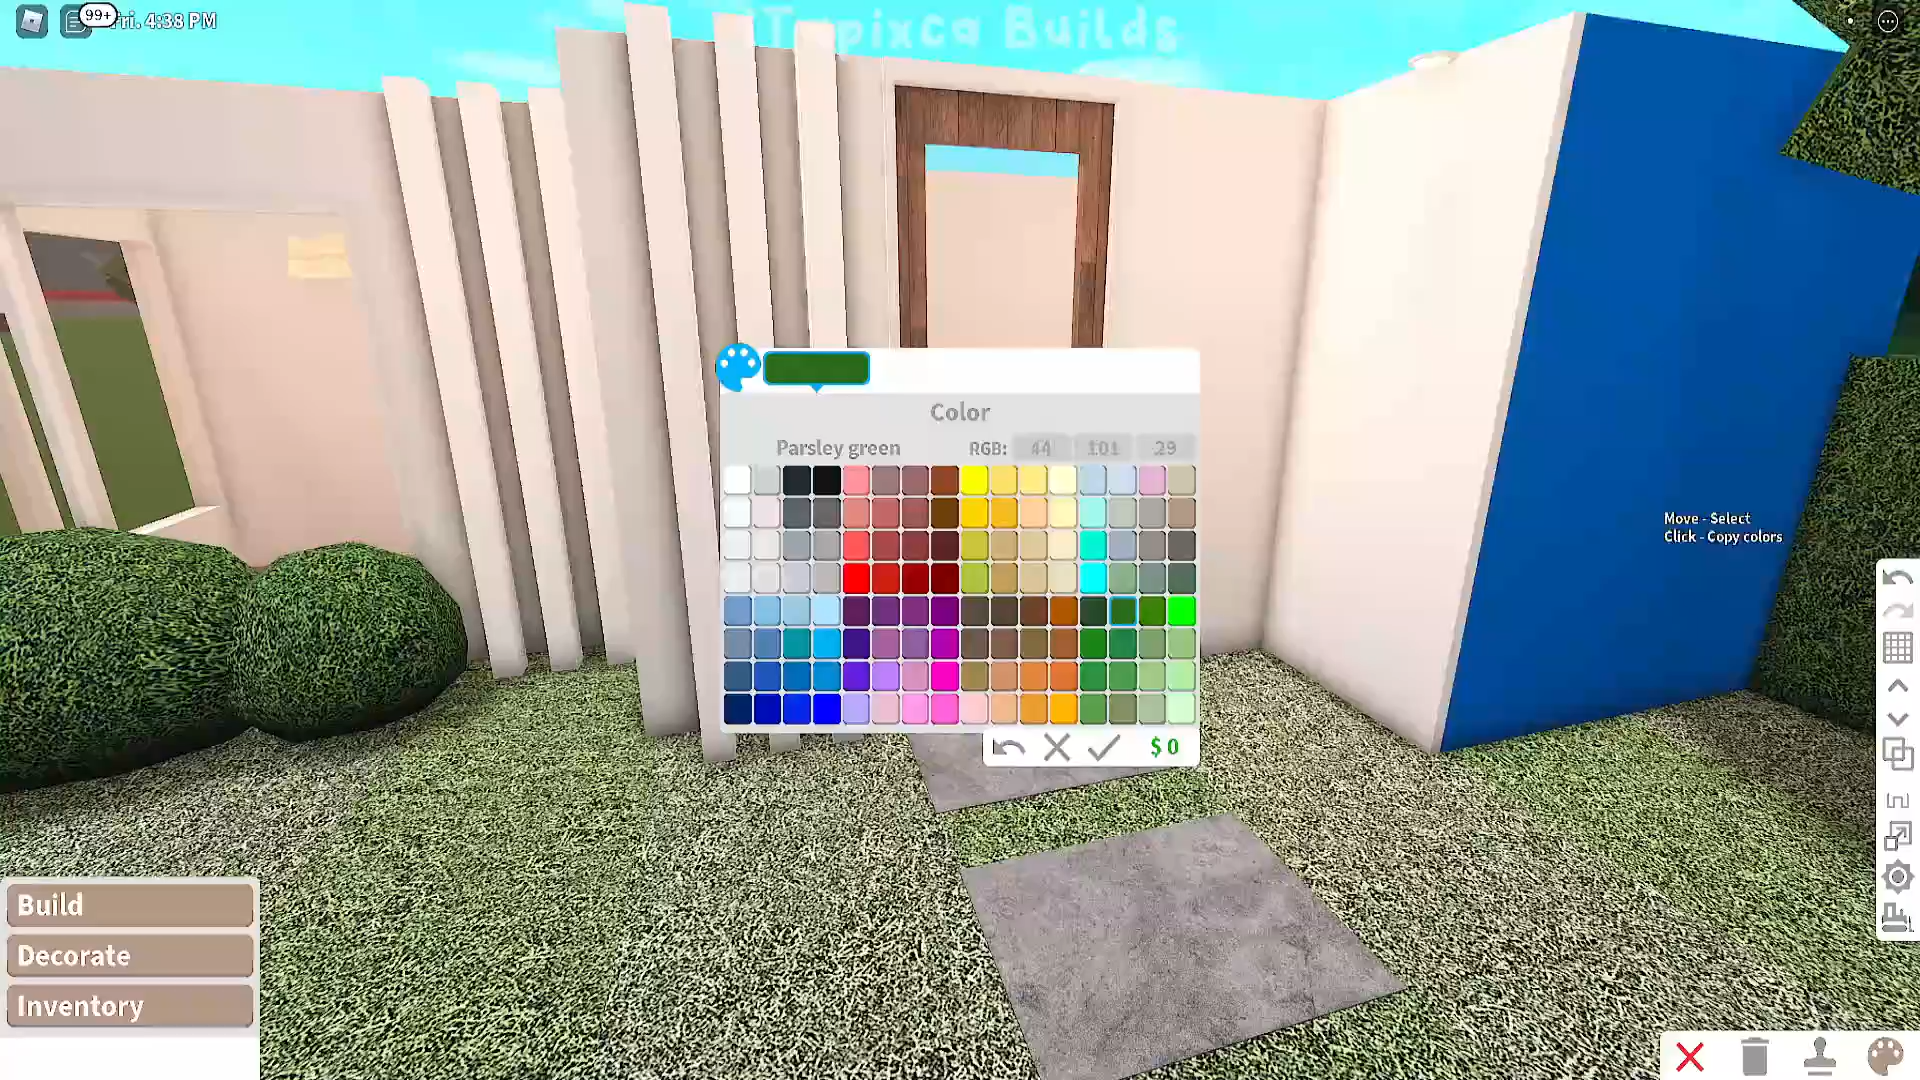 99+
Fri. 4:38 PM
iTapixca Builds
Color
Parsley green
RGB: 44 101 29
Move - Select
Click - Copy colors
$ 0
Build
Decorate
Inventory